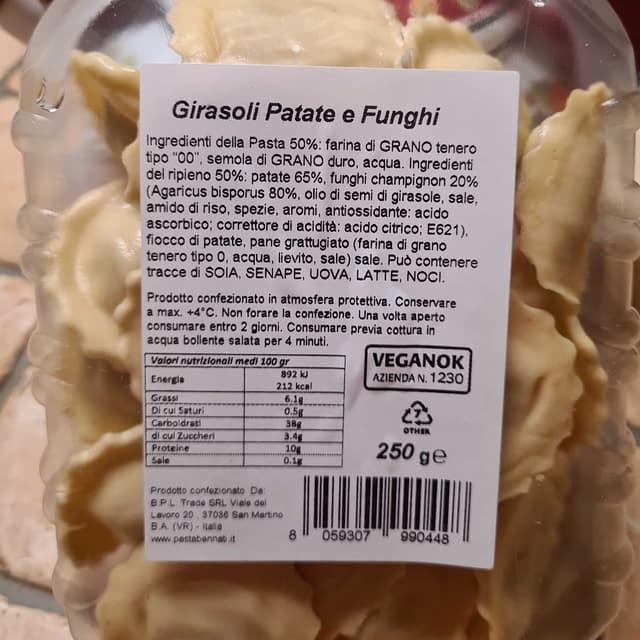 Girasoli Patate e Funghi
Ingredienti della Pasta 50%: farina di GRANO tenero
tipo "00", semola di GRANO duro, acqua. Ingredienti
del ripieno 50%: patate 65%, funghi champignon 20%
(Agaricus bisporus 80%, olio di semi di girasole, sale,
amido di riso, spezie, aromi, antiossidante: acido
ascorbico; correttore di acidità: acido citrico; E621),
fiocco di patate, pane grattugiato (farina di grano
tenero tipo 0, acqua, lievito, sale) sale. Può contenere
tracce di SOIA, SENAPE, UOVA, LATTE, NOCI.
Prodotto confezionato in atmosfera protettiva. Conservare
a max. +4°C. Non forare la confezione. Una volta aperto
consumare entro 2 giorni. Consumare previa cottura in
acqua bollente salata per 4 minuti.
Valori nutrizionali medi 100 gr
Energia 892 kJ
212 kcal
Grassi 6.1g
Di cui Saturi 0.5g
Carboidrati 38g
di cui Zuccheri 3.4g
Proteine 10g
Sale 0.1g
VEGANOK
AZIENDA N. 1230
7
OTHER
250 g e
Prodotto confezionato Da:
B.P.L. Trade SRL Viale del
Lavoro 20, 37036 San Martino
B.A. (VR) - Italia
www.pastabennati.it
8 059307 990448